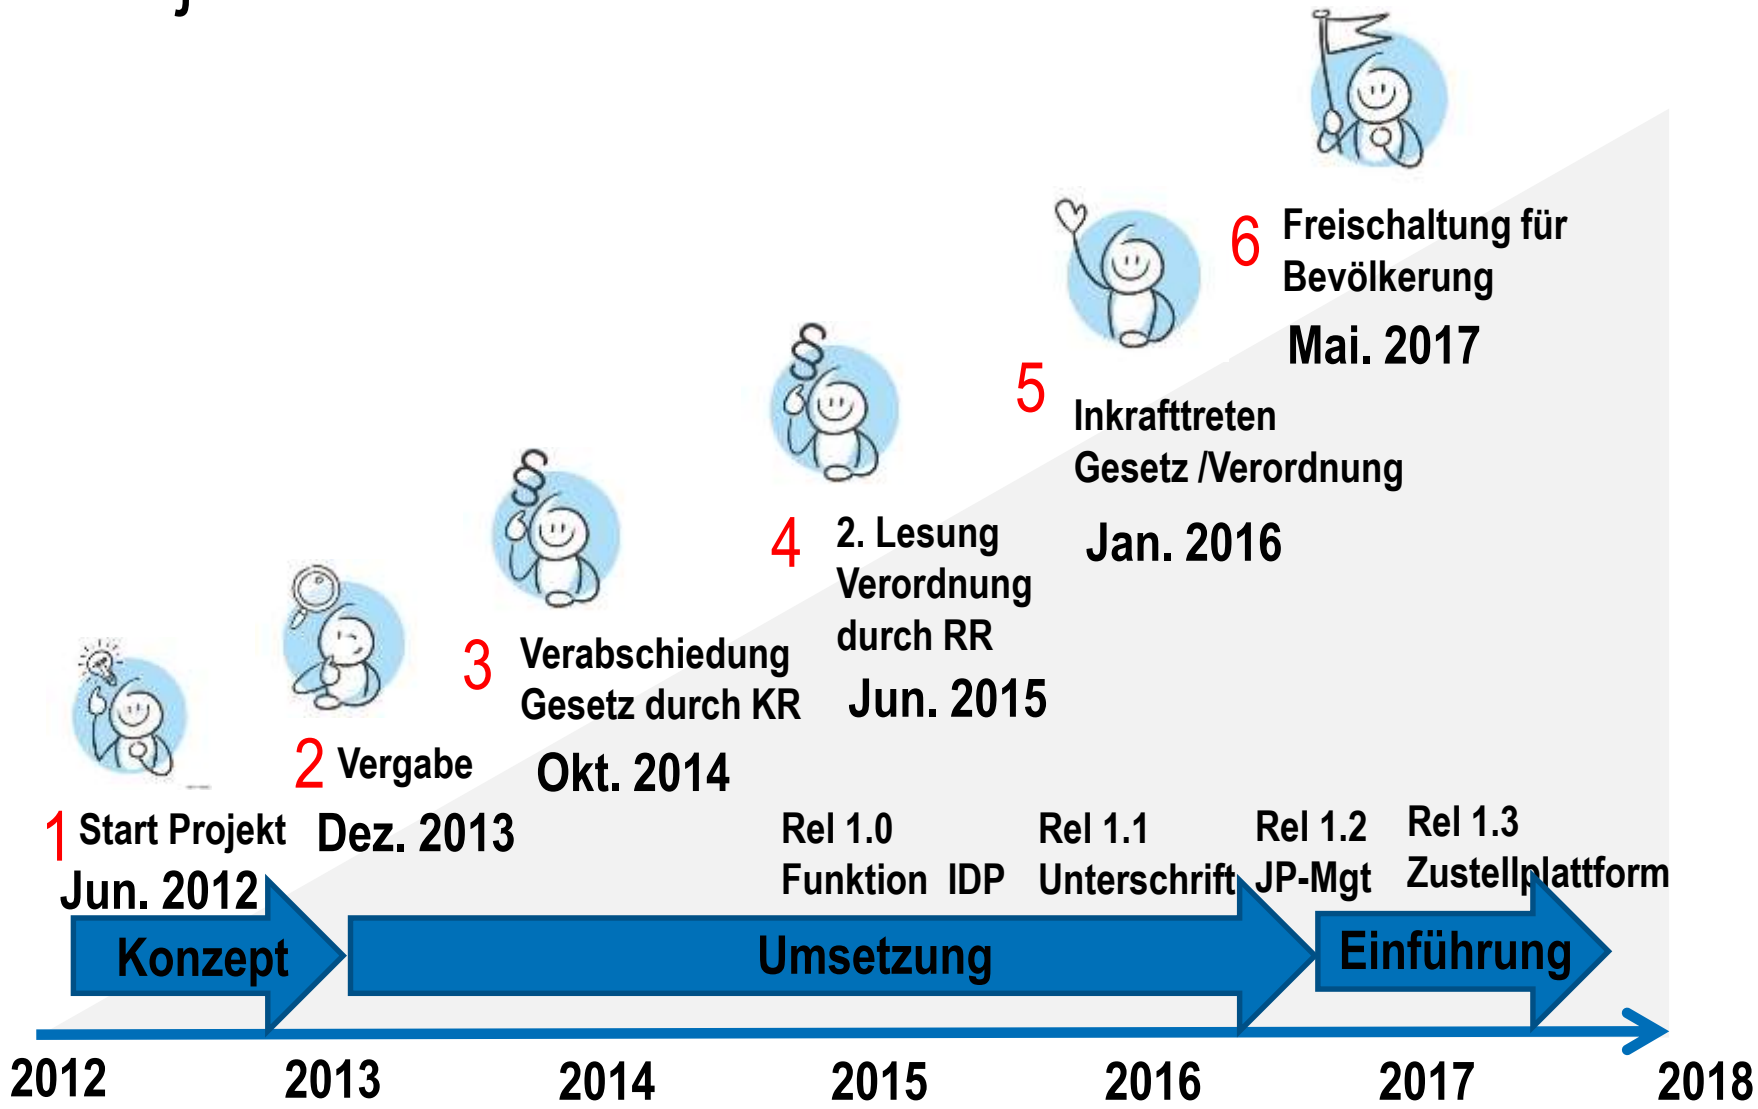 6 Freischaltung für
Bevölkerung
Mai. 2017
5
Inkrafttreten
Gesetz /Verordnung
Jan. 2016
4 2. Lesung
Verordnung
durch RR
Jun. 2015
3 Verabschiedung
Gesetz durch KR
Okt. 2014
2 Vergabe
Dez. 2013
1 Start Projekt
Jun. 2012
Rel 1.0
Funktion IDP
Rel 1.1
Unterschrift
Rel 1.2
JP-Mgt
Rel 1.3
Zustellplattform
Konzept
Umsetzung
Einführung
2012 2013 2014 2015 2016 2017 2018